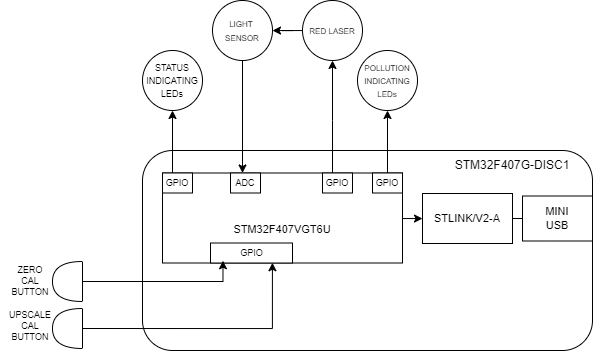 LIGHT
SENSOR
RED LASER
STATUS
INDICATING
LEDs
POLLUTION
INDICATING
LEDs
STM32F407G-DISC1
GPIO
ADC
GPIO
GPIO
STM32F407VGT6U
STLINK/V2-A
MINI
USB
GPIO
ZERO
CAL
BUTTON
UPSCALE
CAL
BUTTON